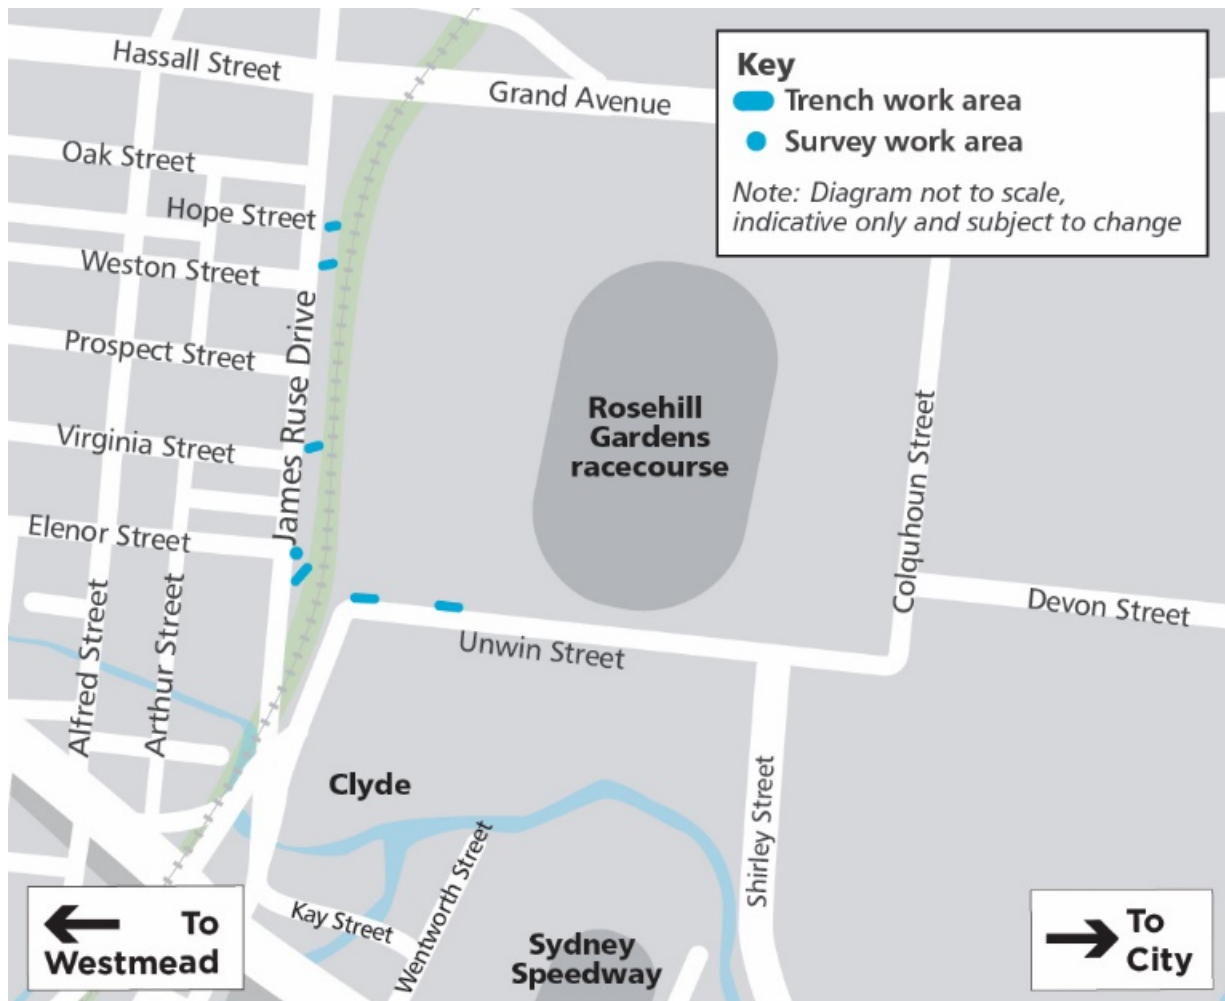 Hassall Street
Grand Avenue
Key
Trench work area
Survey work area
Note: Diagram not to scale,
indicative only and subject to change
Oak Street
Hope Street
Weston Street
Prospect Street
James Ruse Drive
Virginia Street
Elenor Street
Rosehill
Gardens
racecourse
Colquhoun Street
Devon Street
Unwin Street
Alfred Street
Arthur Street
Clyde
Shirley Street
Wentworth Street
Kay Street
To
Westmead
Sydney
Speedway
To
City